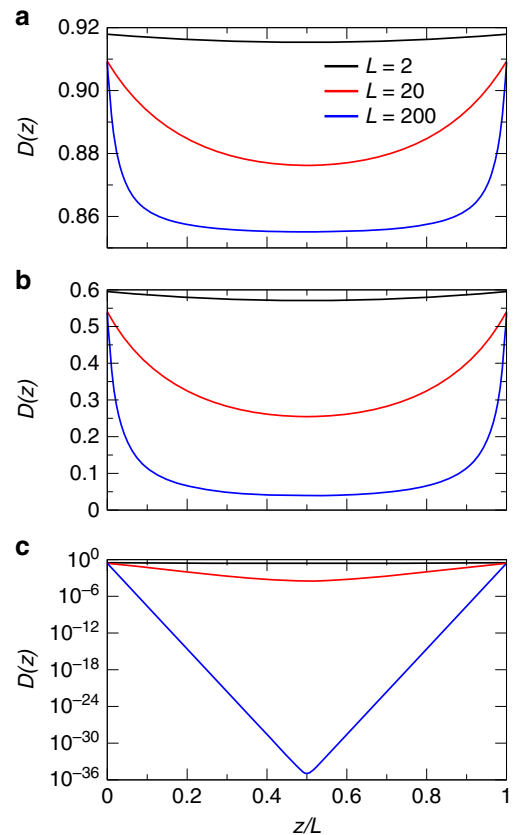 a
0.92
0.90
0.88
0.86
D(z)
L = 2
L = 20
L = 200
b
0.6
0.5
0.4
0.3
0.2
0.1
0
D(z)
c
10⁰
10⁻⁶
10⁻¹²
10⁻¹⁸
10⁻²⁴
10⁻³⁰
10⁻³⁶
D(z)
0 0.2 0.4 0.6 0.8 1
z/L